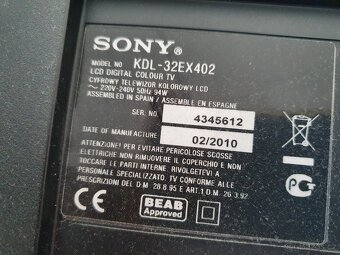 SONY
MODEL NO KDL-32EX402
LCD DIGITAL COLOUR TV
CYFROWY TELEWIZOR KOLOROWY LCD
~ 220V-240V 50Hz 94W
ASSEMBLED IN SPAIN / ASSEMBLE EN ESPAGNE
SER. NO. 4345612
DATE OF MANUFACTURE 02/2010
ATTENZIONE! PER EVITARE PERICOLOSE SCOSSE
ELETTRICHE NON RIMUOVERE IL COPERCHIO E NON
TOCCARE LE PARTI INTERNE. RIVOLGETEVI A
PERSONALE SPECIALIZZATO. TV CONFORME ALLE
PRESCRIZIONI DEL D.M 28.8.95 E ART.1 D.M. 26.3.92
CE
BEAB
Approved